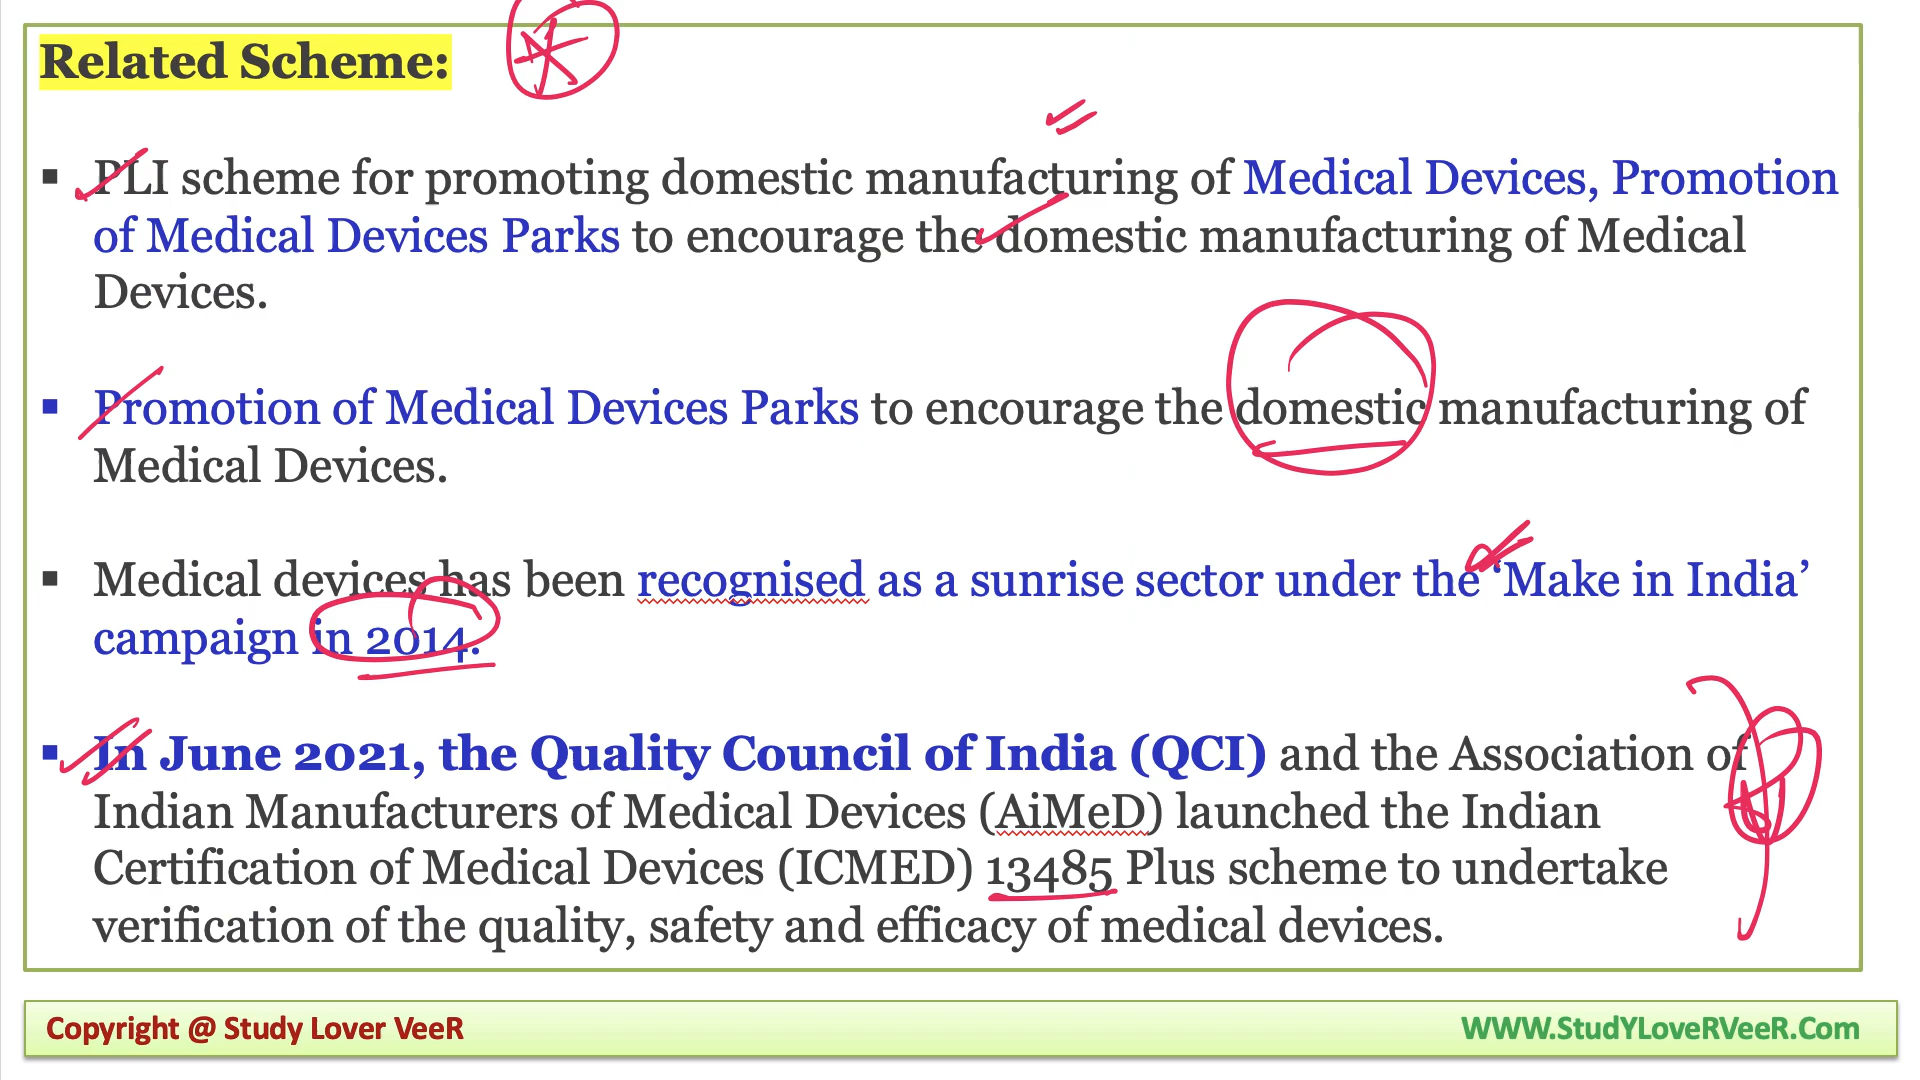 Related Scheme:
▪ PLI scheme for promoting domestic manufacturing of Medical Devices, Promotion
of Medical Devices Parks to encourage the domestic manufacturing of Medical
Devices.
▪ Promotion of Medical Devices Parks to encourage the domestic manufacturing of
Medical Devices.
▪ Medical devices has been recognised as a sunrise sector under the ‘Make in India’
campaign in 2014.
▪ In June 2021, the Quality Council of India (QCI) and the Association of
Indian Manufacturers of Medical Devices (AiMeD) launched the Indian
Certification of Medical Devices (ICMED) 13485 Plus scheme to undertake
verification of the quality, safety and efficacy of medical devices.
Copyright @ Study Lover VeeR
WWW.StudYLoveRVeeR.Com